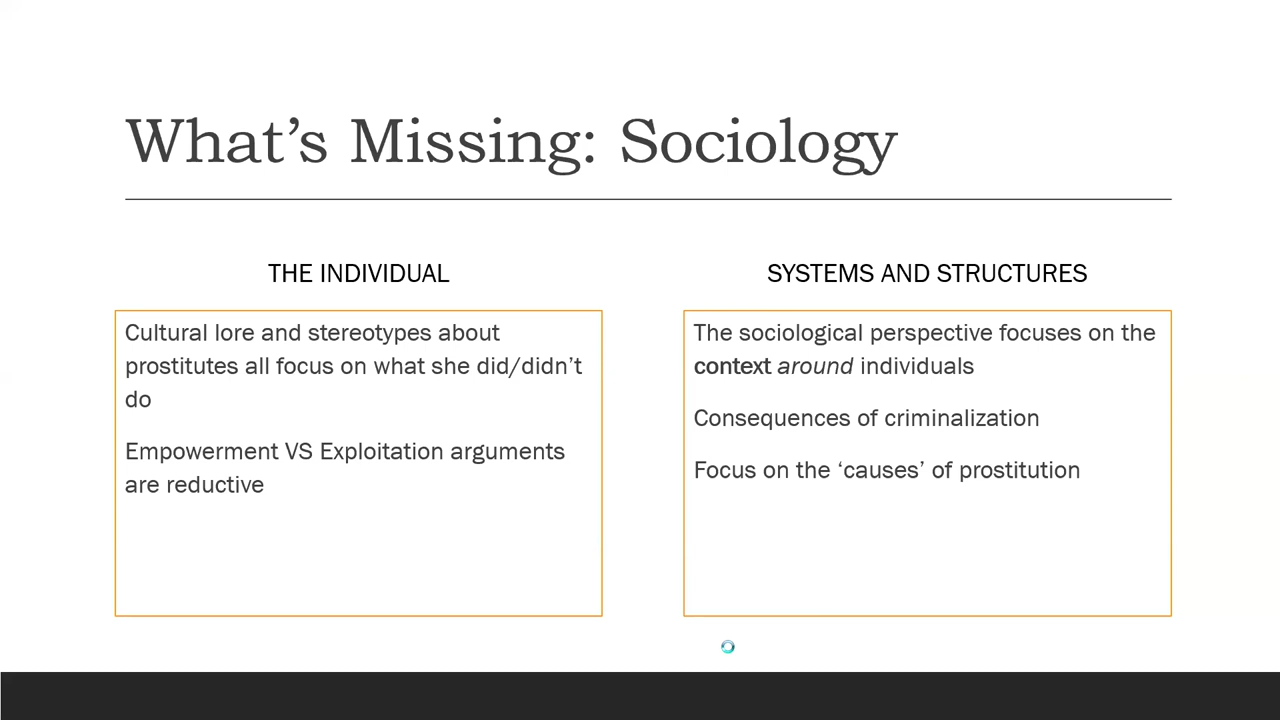 What's Missing: Sociology
THE INDIVIDUAL
Cultural lore and stereotypes about
prostitutes all focus on what she did/didn't
do
Empowerment VS Exploitation arguments
are reductive
SYSTEMS AND STRUCTURES
The sociological perspective focuses on the
context around individuals
Consequences of criminalization
Focus on the ‘causes’ of prostitution